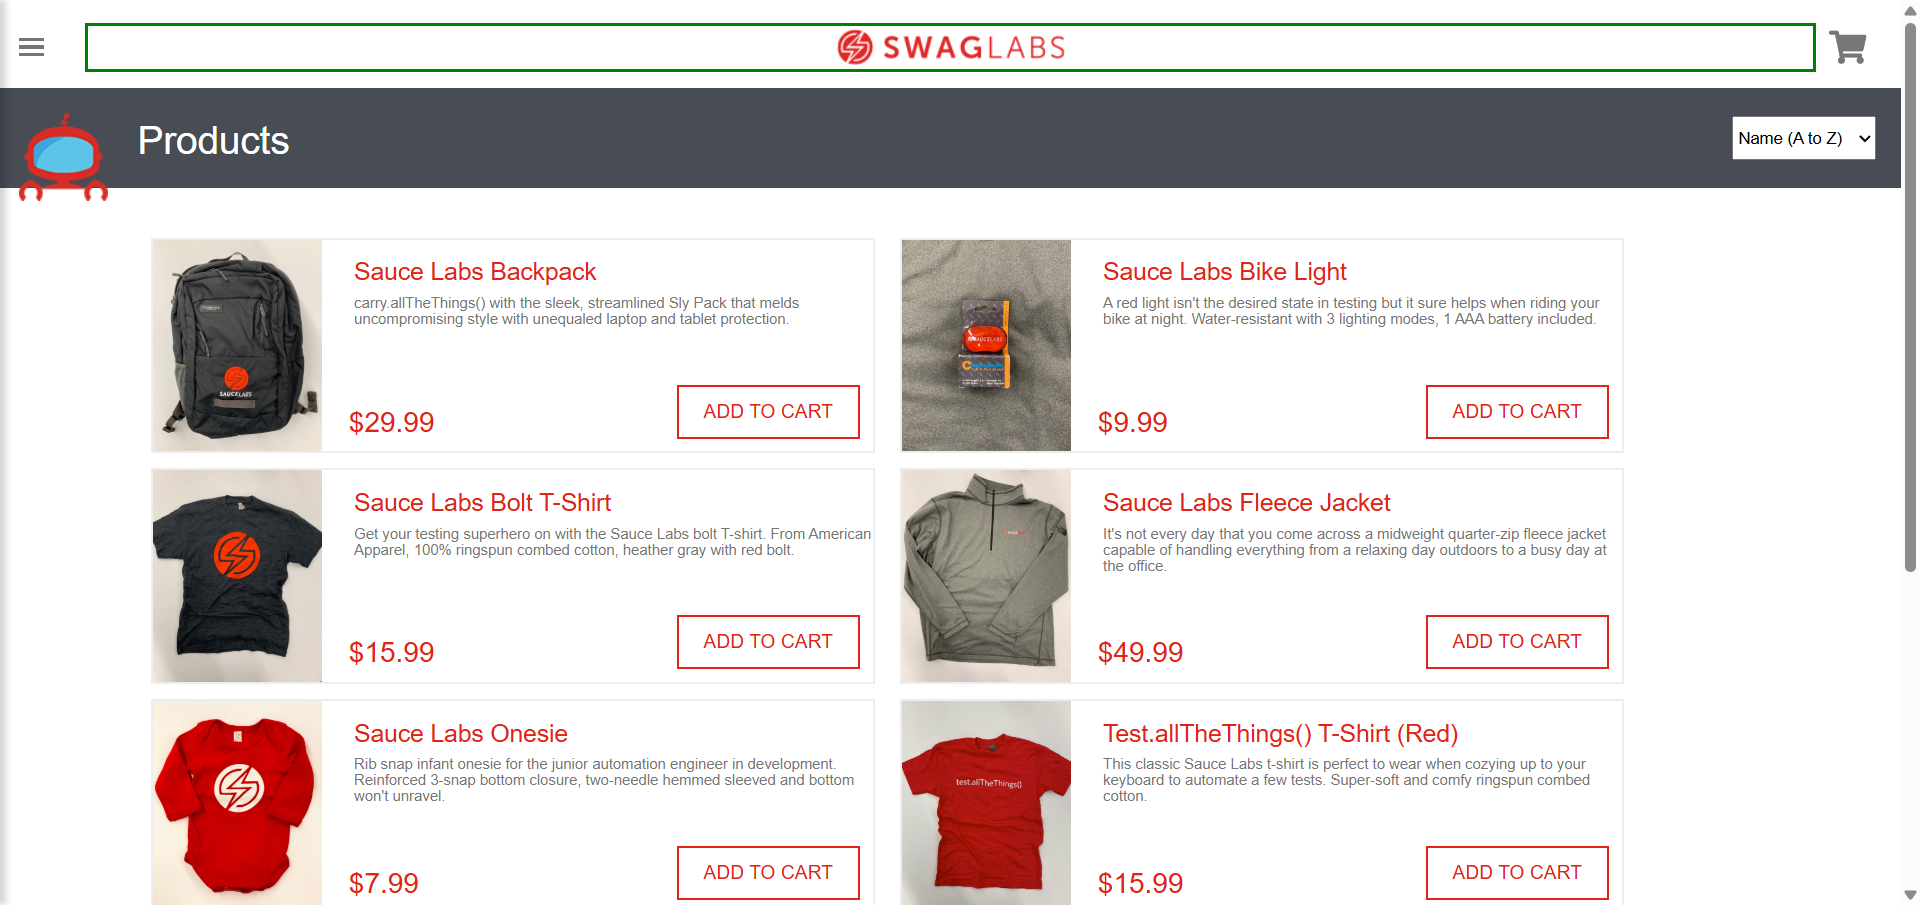 SWAGLABS
Products
Name (A to Z)
Sauce Labs Backpack
carry.allTheThings() with the sleek, streamlined Sly Pack that melds
uncompromising style with unequaled laptop and tablet protection.
$29.99
ADD TO CART
SAUCELABS
Sauce Labs Bike Light
A red light isn't the desired state in testing but it sure helps when riding your
bike at night. Water-resistant with 3 lighting modes, 1 AAA battery included.
$9.99
ADD TO CART
SAUCELABS
Sauce Labs Bolt T-Shirt
Get your testing superhero on with the Sauce Labs bolt T-shirt. From American
Apparel, 100% ringspun combed cotton, heather gray with red bolt.
$15.99
ADD TO CART
Sauce Labs Fleece Jacket
It's not every day that you come across a midweight quarter-zip fleece jacket
capable of handling everything from a relaxing day outdoors to a busy day at
the office.
$49.99
ADD TO CART
Sauce Labs Onesie
Rib snap infant onesie for the junior automation engineer in development.
Reinforced 3-snap bottom closure, two-needle hemmed sleeved and bottom
won't unravel.
$7.99
ADD TO CART
test.allTheThings()
Test.allTheThings() T-Shirt (Red)
This classic Sauce Labs t-shirt is perfect to wear when cozying up to your
keyboard to automate a few tests. Super-soft and comfy ringspun combed
cotton.
$15.99
ADD TO CART